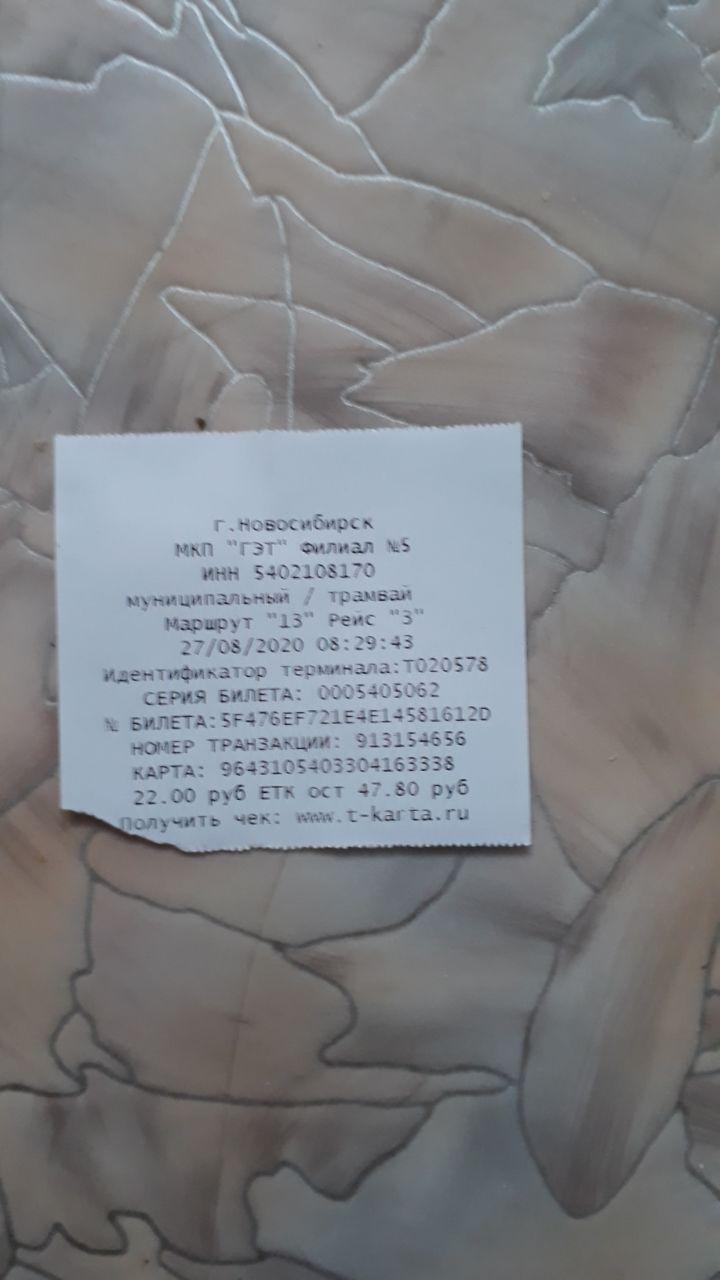 г.Новосибирск
МКП "ГЭТ" Филиал №5
ИНН 5402108170
муниципальный / трамвай
Маршрут "13" Рейс "3"
27/08/2020 08:29:43
Идентификатор терминала:T020578
СЕРИЯ БИЛЕТА: 0005405062
№ БИЛЕТА:5F476EF721E4E14581612D
НОМЕР ТРАНЗАКЦИИ: 913154656
КАРТА: 9643105403304163338
22.00 руб ЕТК ост 47.80 руб
Получить чек: www.t-karta.ru